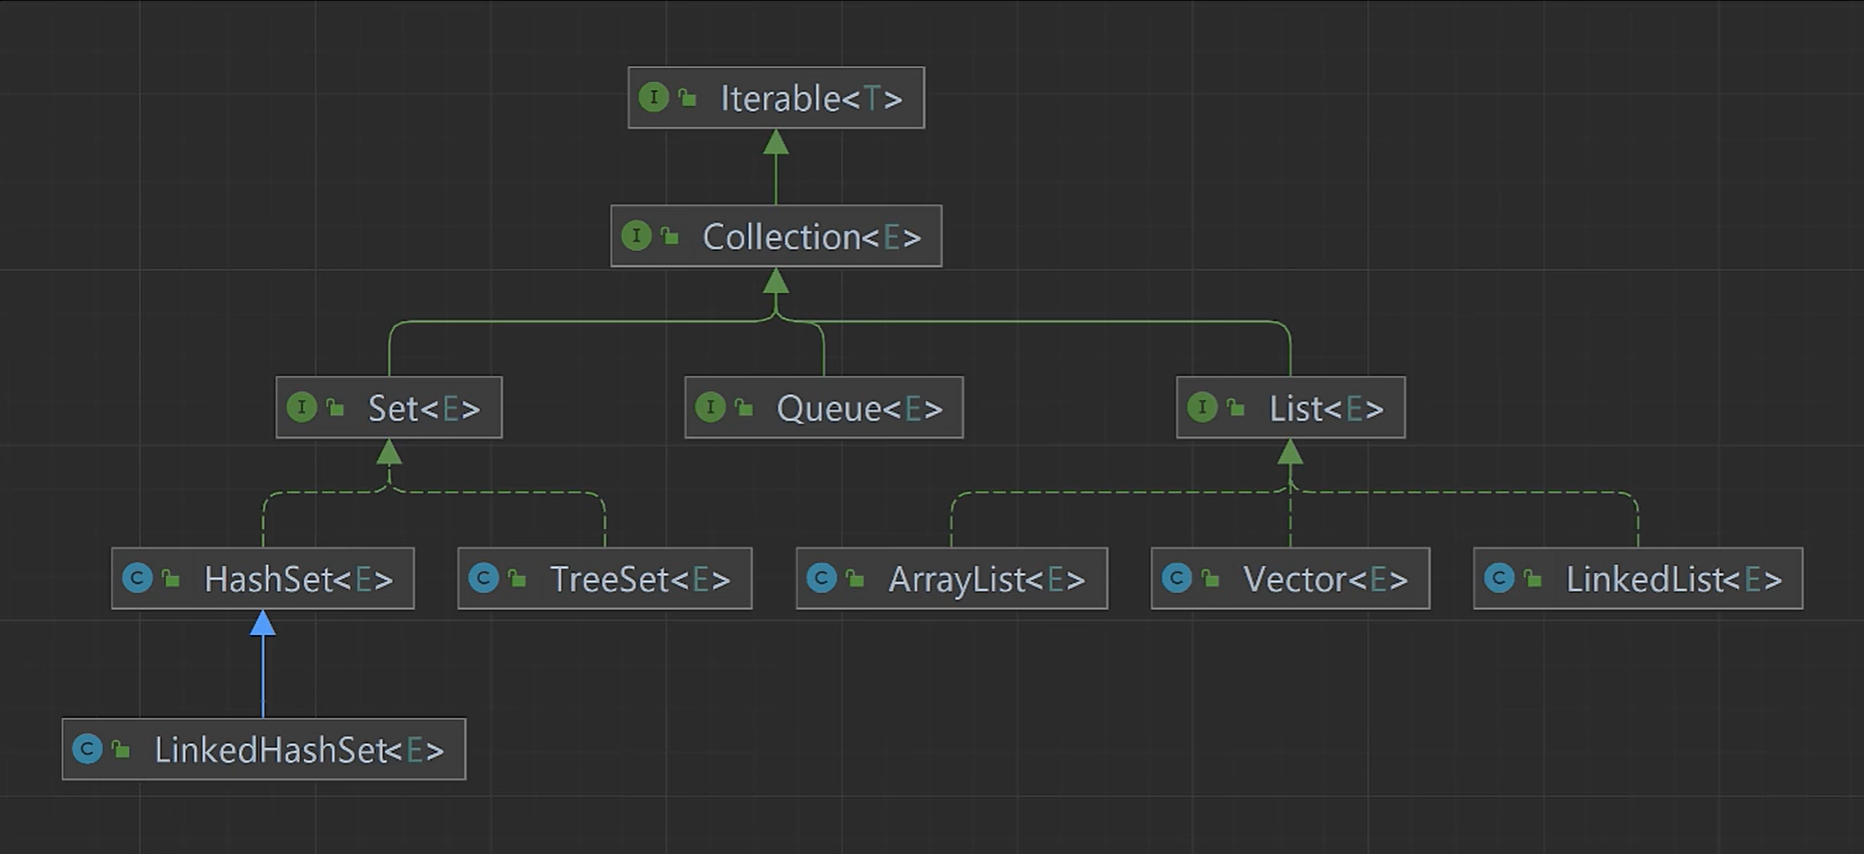 I Iterable<T>
I Collection<E>
I Set<E>
I Queue<E>
I List<E>
C HashSet<E>
C TreeSet<E>
C ArrayList<E>
C Vector<E>
C LinkedList<E>
C LinkedHashSet<E>